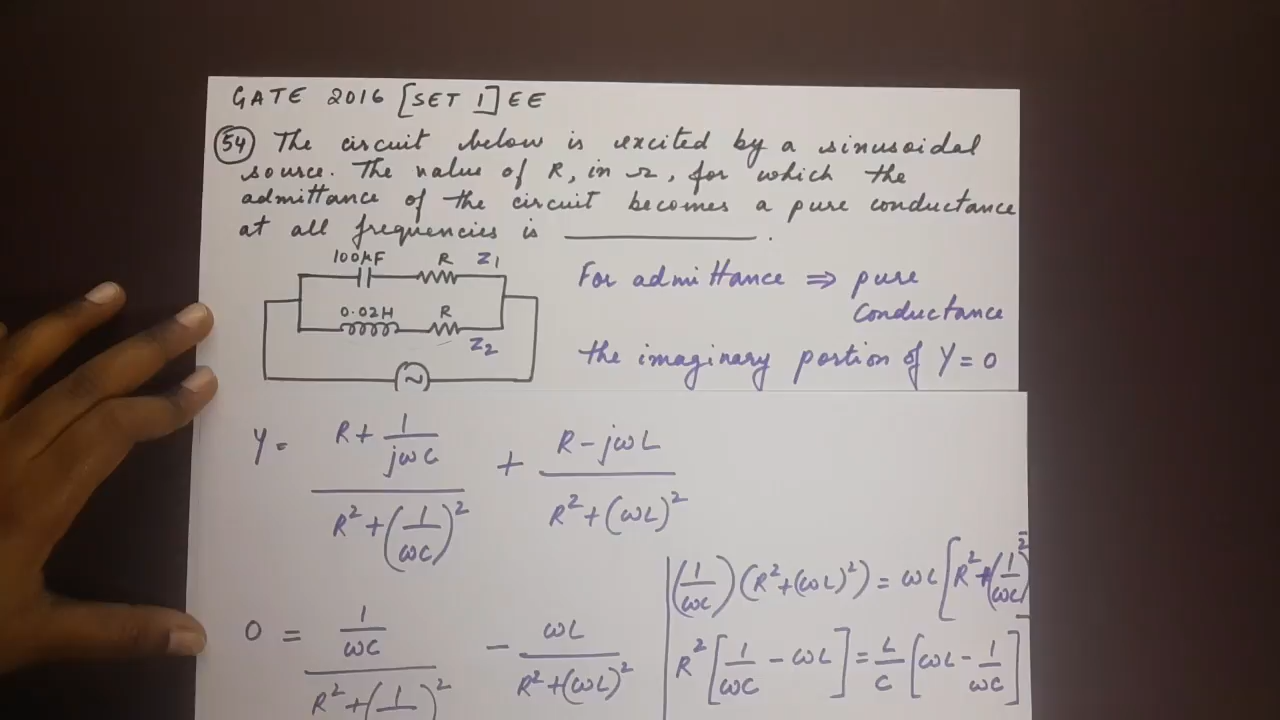 GATE 2016 [SET 1] EE
54 The circuit below is excited by a sinusoidal
source. The value of R, in Ω, for which the
admittance of the circuit becomes a pure conductance
at all frequencies is ________.
100μF R Z1
0.02H R
Z2
~
For admittance ⇒ pure
Conductance
the imaginary portion of Y = 0
Y = (R + 1/(jωC)) / (R² + (1/(ωC))²) + (R - jωL) / (R² + (ωL)²)
0 = (1/(ωC)) / (R² + (1/ )²) - ωL / (R² + (ωL)²)
(1/(ωC)) (R² + (ωL)²) = ωL [R² + (1/(ωC))²
R² [1/(ωC) - ωL] = L/C [ωL - 1/(ωC)]